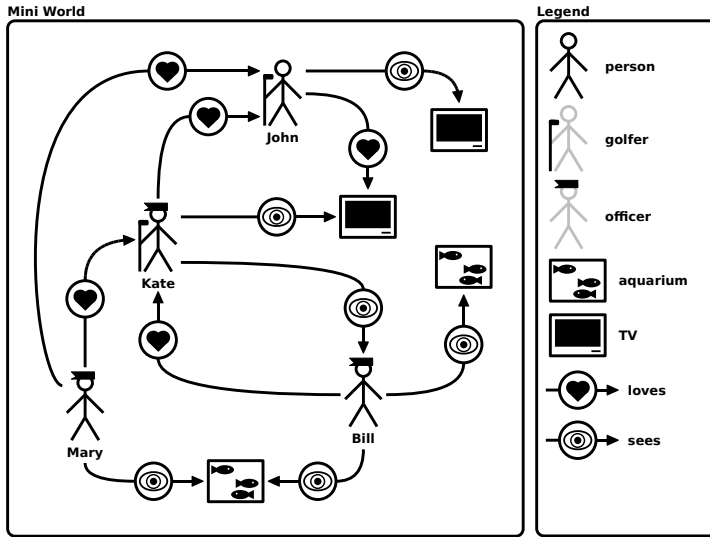 Mini World
Legend
person
John
golfer
officer
Kate
aquarium
TV
loves
Mary
Bill
sees